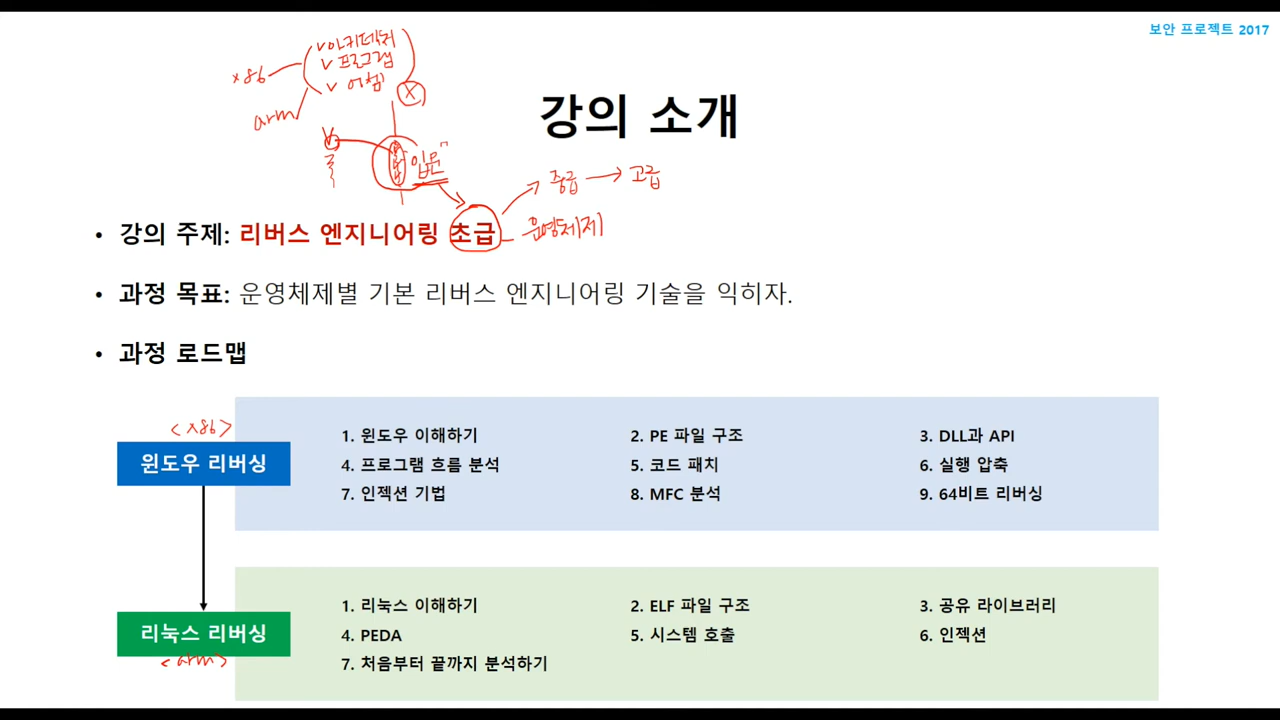 보안 프로젝트 2017
v 아키텍처
v 프로그램
x86
v 어셈
X
arm
강의 소개
"입문"
중급 → 고급
• 강의 주제: 리버스 엔지니어링 초급
운영체제
• 과정 목표: 운영체제별 기본 리버스 엔지니어링 기술을 익히자.
• 과정 로드맵
<x86>
윈도우 리버싱
1. 윈도우 이해하기 2. PE 파일 구조 3. DLL과 API
4. 프로그램 흐름 분석 5. 코드 패치 6. 실행 압축
7. 인젝션 기법 8. MFC 분석 9. 64비트 리버싱
리눅스 리버싱
<arm>
1. 리눅스 이해하기 2. ELF 파일 구조 3. 공유 라이브러리
4. PEDA 5. 시스템 호출 6. 인젝션
7. 처음부터 끝까지 분석하기